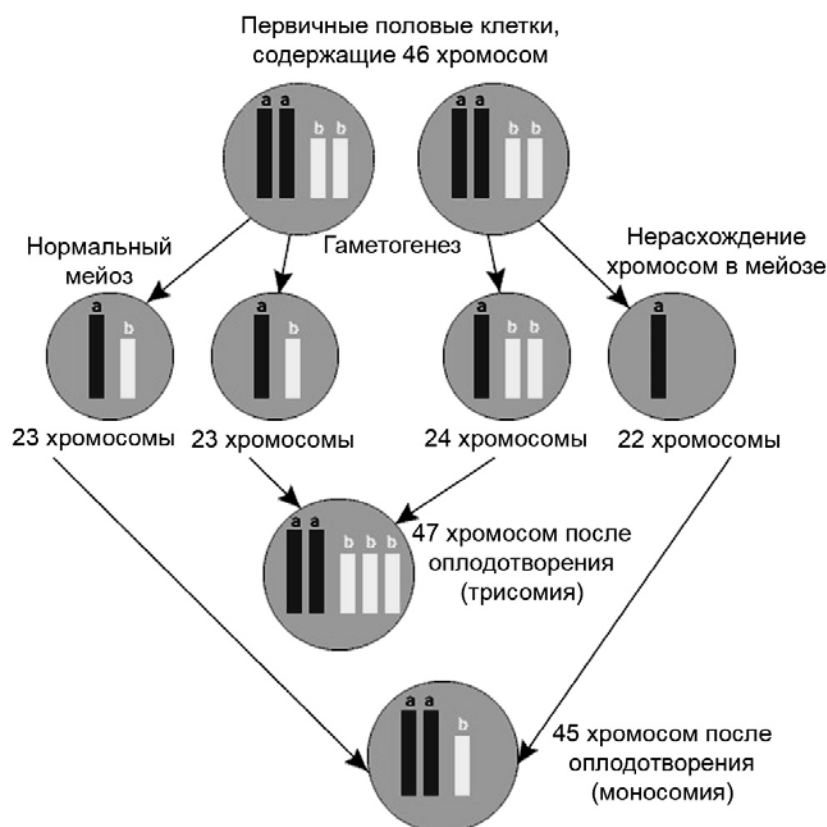 Первичные половые клетки,
содержащие 46 хромосом
a a b b
a a b b
Нормальный
мейоз
Гаметогенез
Нерасхождение
хромосом в мейозе
a b
a b
a b b
a
23 хромосомы
23 хромосомы
24 хромосомы
22 хромосомы
a a b b b
47 хромосом после
оплодотворения
(трисомия)
a a b
45 хромосом после
оплодотворения
(моносомия)